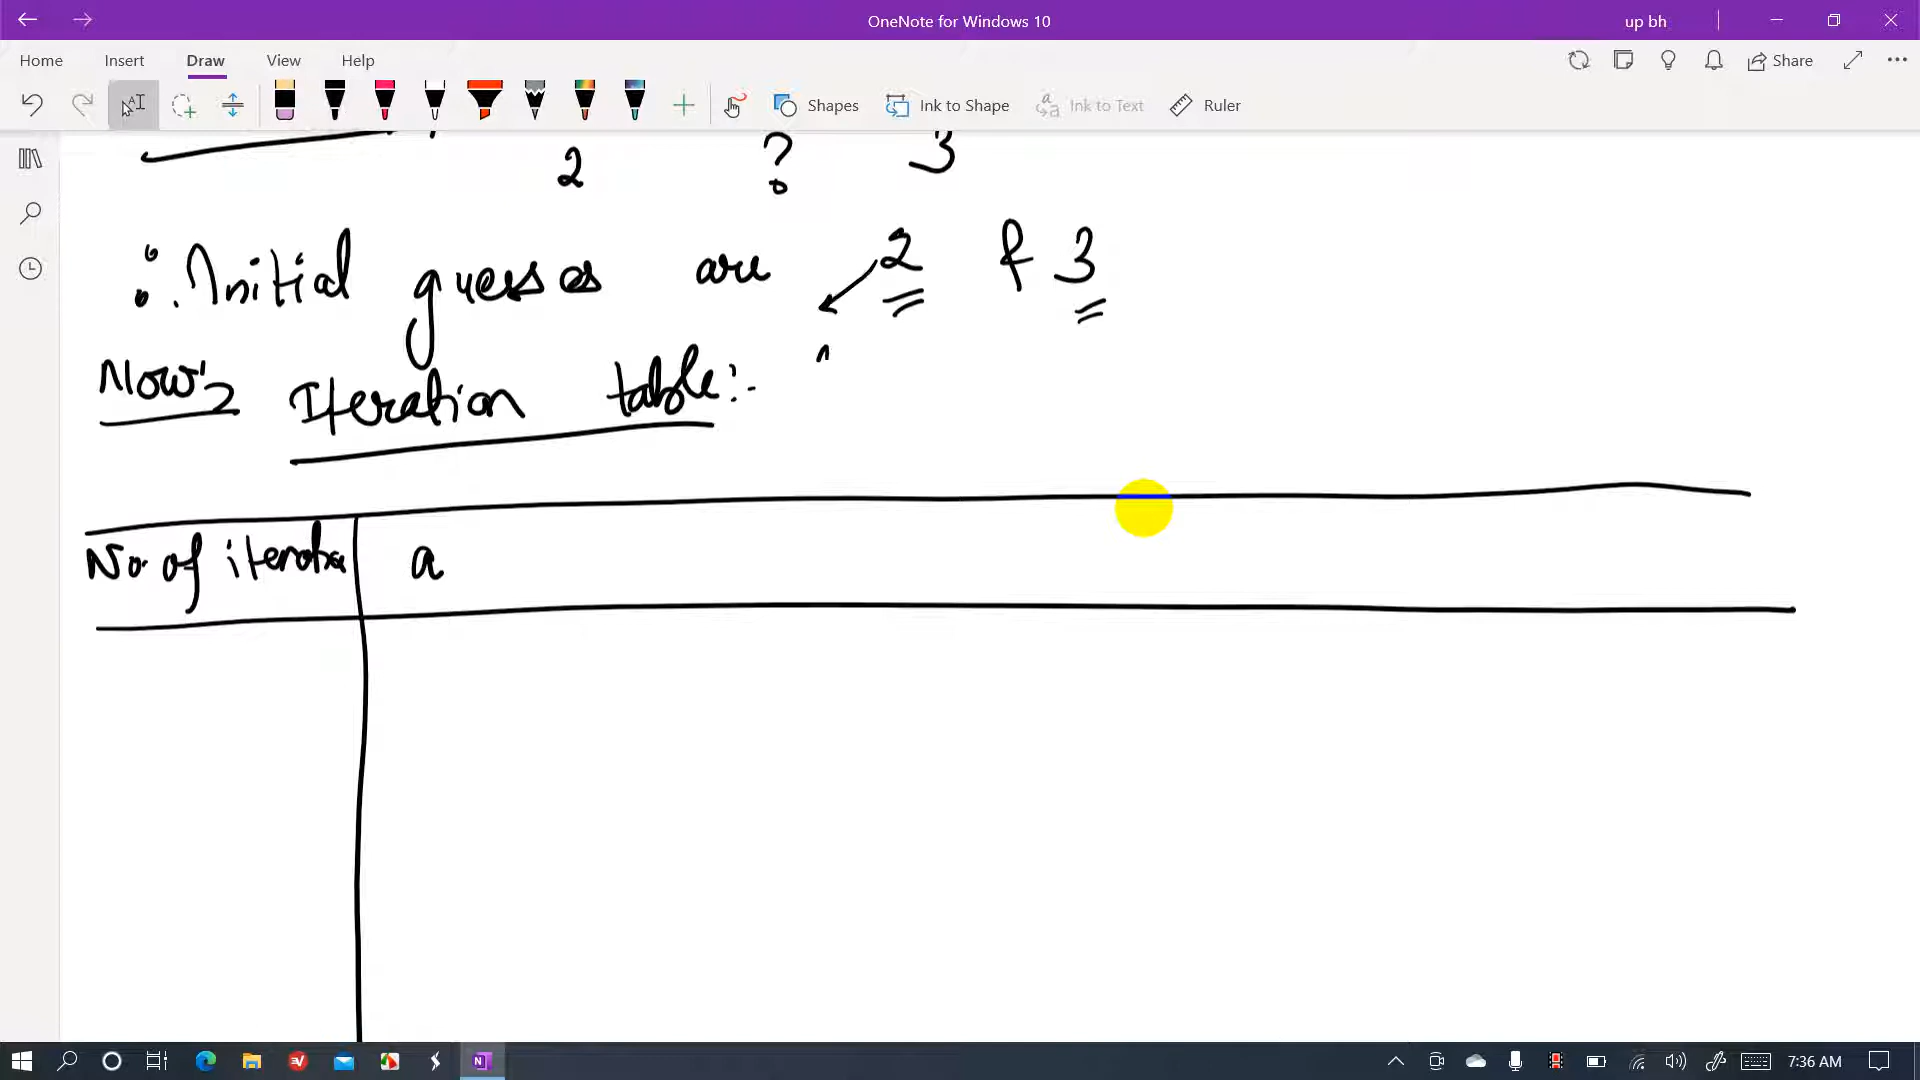 OneNote for Windows 10
up bh
Home Insert Draw View Help
Share
Shapes Ink to Shape Ink to Text Ruler
2 ? 3
∴ Initial guesses are 2 & 3
Now, Iteration table:-
No. of iteration a
7:36 AM